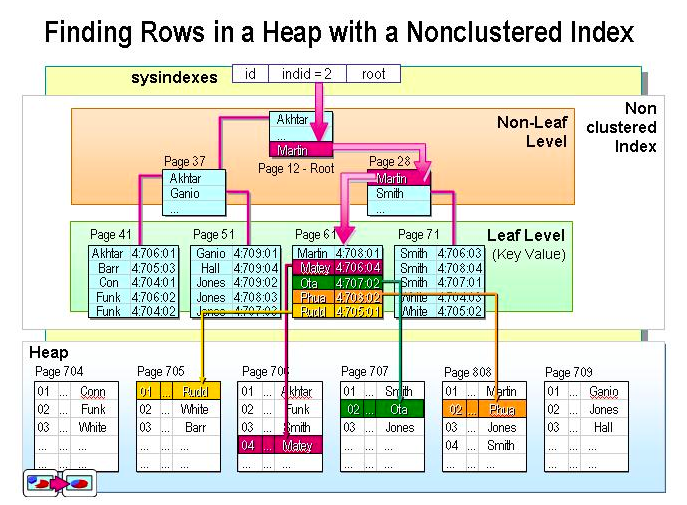 Finding Rows in a Heap with a Nonclustered Index
sysindexes
id indid = 2 root
Non
clustered
Index
Non-Leaf
Level
Akhtar
...
Martin
Page 12 - Root
Page 37
Akhtar
Ganio
...
Page 28
Martin
Smith
...
Leaf Level
(Key Value)
Page 41
Akhtar 4:706:01
Barr 4:705:03
Con 4:704:01
Funk 4:706:02
Funk 4:704:02
Page 51
Ganio 4:709:01
Hall 4:709:04
Jones 4:709:02
Jones 4:708:03
Jones 4:707:03
Page 61
Martin 4:708:01
Matey 4:706:04
Ota 4:707:02
Phua 4:708:02
Rudd 4:705:01
Page 71
Smith 4:706:03
Smith 4:708:04
Smith 4:707:01
White 4:704:03
White 4:705:02
Heap
Page 704
01 ... Conn
02 ... Funk
03 ... White
... ... ...
... ... ...
Page 705
01 ... Rudd
02 ... White
03 ... Barr
... ... ...
... ... ...
Page 706
01 ... Akhtar
02 ... Funk
03 ... Smith
04 ... Matey
... ... ...
Page 707
01 ... Smith
02 ... Ota
03 ... Jones
... ... ...
... ... ...
Page 808
01 ... Martin
02 ... Phua
03 ... Jones
04 ... Smith
... ... ...
Page 709
01 ... Ganio
02 ... Jones
03 ... Hall
... ... ...
... ... ...